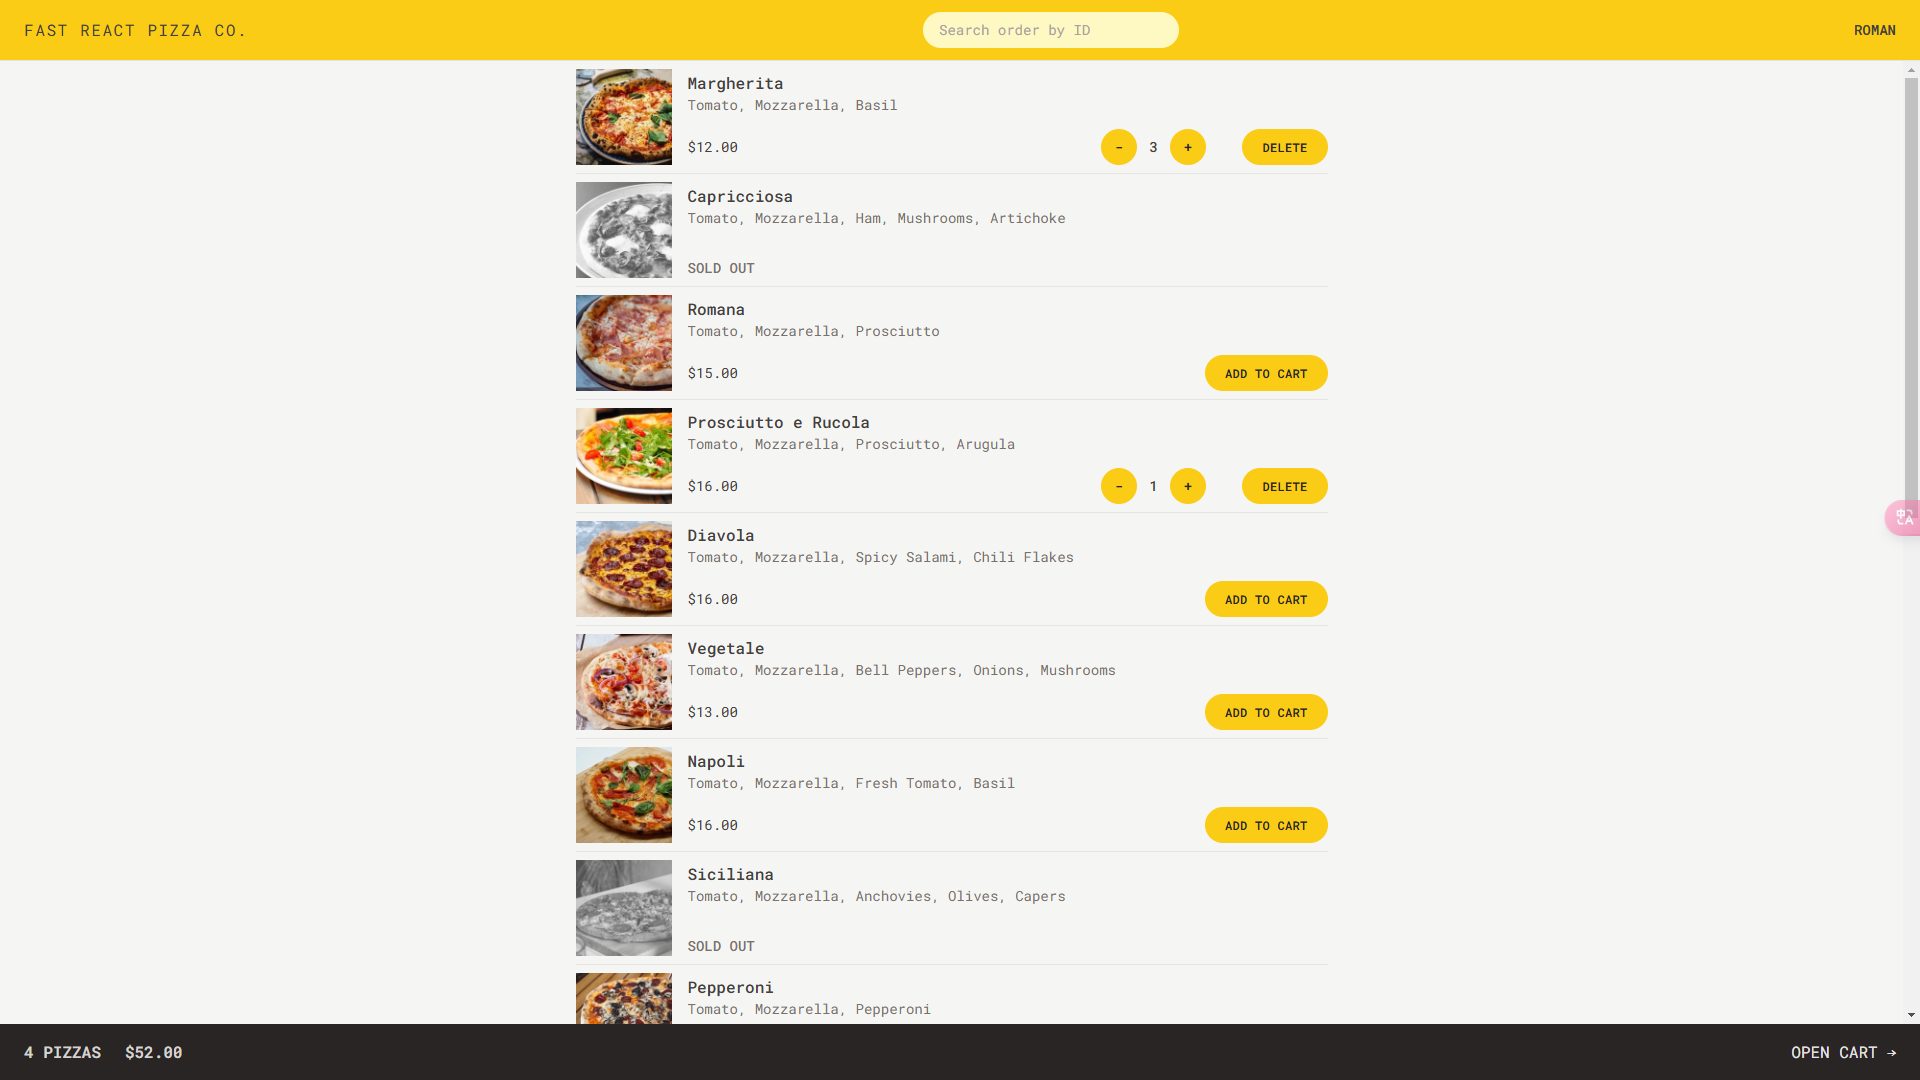 FAST REACT PIZZA CO.
Search order by ID
ROMAN
Margherita
Tomato, Mozzarella, Basil
$12.00
- 3 + DELETE
Capricciosa
Tomato, Mozzarella, Ham, Mushrooms, Artichoke
SOLD OUT
Romana
Tomato, Mozzarella, Prosciutto
$15.00
ADD TO CART
Prosciutto e Rucola
Tomato, Mozzarella, Prosciutto, Arugula
$16.00
- 1 + DELETE
Diavola
Tomato, Mozzarella, Spicy Salami, Chili Flakes
$16.00
ADD TO CART
Vegetale
Tomato, Mozzarella, Bell Peppers, Onions, Mushrooms
$13.00
ADD TO CART
Napoli
Tomato, Mozzarella, Fresh Tomato, Basil
$16.00
ADD TO CART
Siciliana
Tomato, Mozzarella, Anchovies, Olives, Capers
SOLD OUT
Pepperoni
Tomato, Mozzarella, Pepperoni
4 PIZZAS $52.00
OPEN CART →